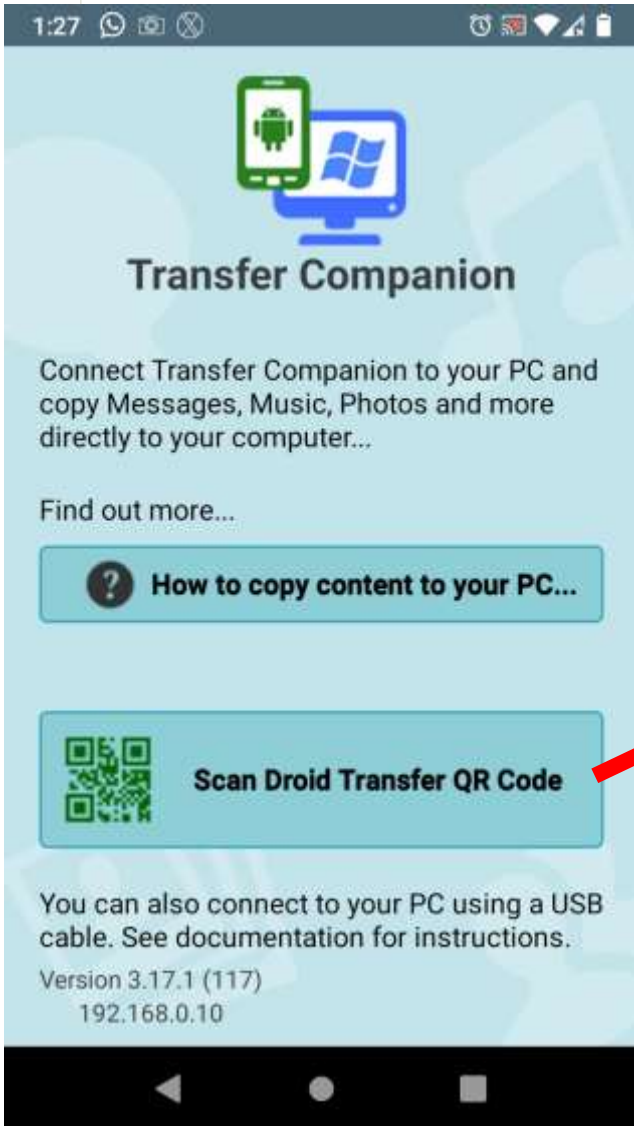 1:27
Transfer Companion
Connect Transfer Companion to your PC and
copy Messages, Music, Photos and more
directly to your computer...
Find out more...
? How to copy content to your PC...
Scan Droid Transfer QR Code
You can also connect to your PC using a USB
cable. See documentation for instructions.
Version 3.17.1 (117)
192.168.0.10